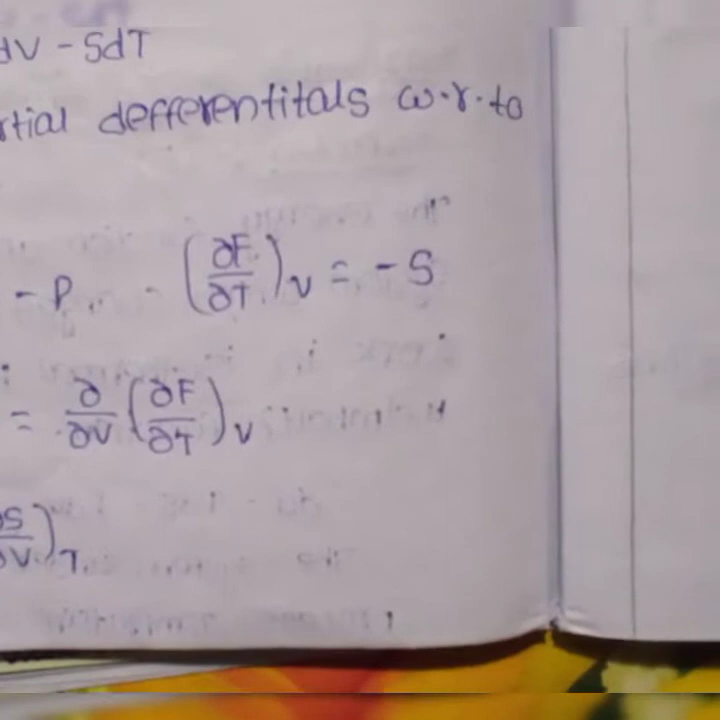 dV - SdT
rtial defferentitals w.r.to
- P. - (∂F/∂T)V = - S
= ∂/∂V (∂F/∂T)V
∂S/∂V)T.